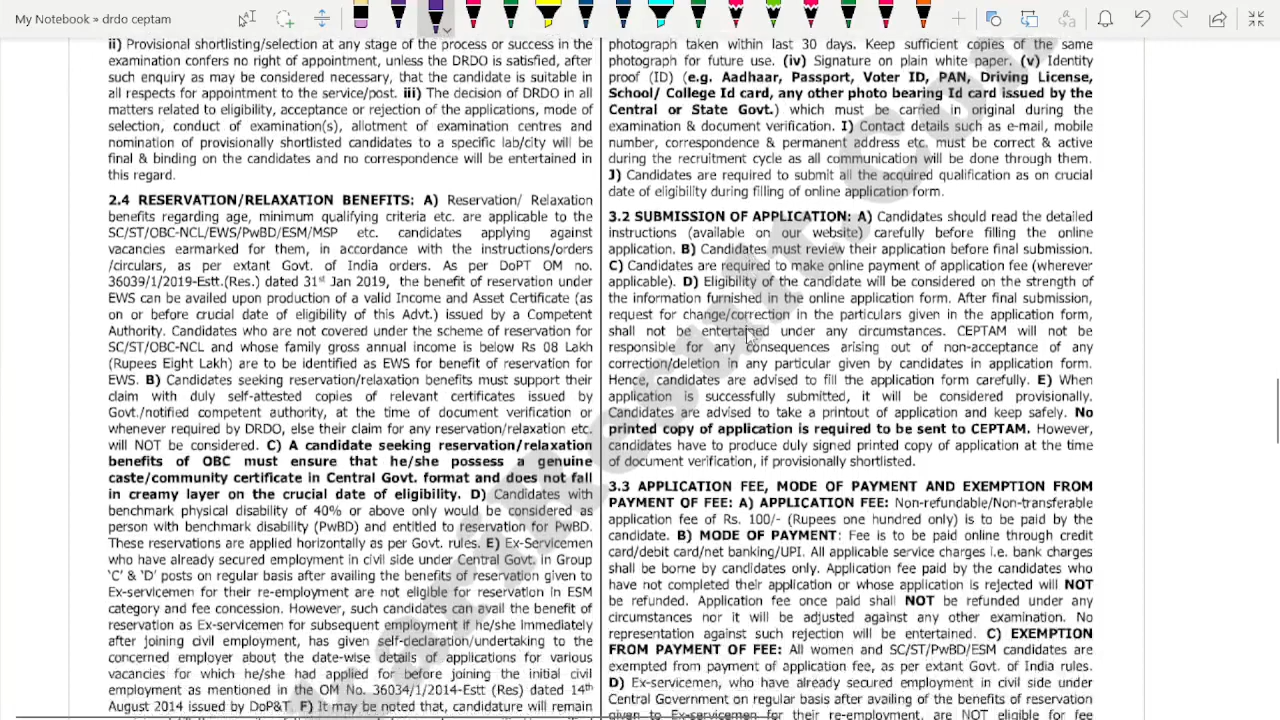 My Notebook » drdo ceptam
ii) Provisional shortlisting/selection at any stage of the process or success in the
examination confers no right of appointment, unless the DRDO is satisfied, after
such enquiry as may be considered necessary, that the candidate is suitable in
all respects for appointment to the service/post. iii) The decision of DRDO in all
matters related to eligibility, acceptance or rejection of the applications, mode of
selection, conduct of examination(s), allotment of examination centres and
nomination of provisionally shortlisted candidates to a specific lab/city will be
final & binding on the candidates and no correspondence will be entertained in
this regard.
2.4 RESERVATION/RELAXATION BENEFITS: A) Reservation/ Relaxation
benefits regarding age, minimum qualifying criteria etc. are applicable to the
SC/ST/OBC-NCL/EWS/PwBD/ESM/MSP etc. candidates applying against
vacancies earmarked for them, in accordance with the instructions/orders
/circulars, as per extant Govt. of India orders. As per DoPT OM no.
36039/1/2019-Estt.(Res.) dated 31st Jan 2019, the benefit of reservation under
EWS can be availed upon production of a valid Income and Asset Certificate (as
on or before crucial date of eligibility of this Advt.) issued by a Competent
Authority. Candidates who are not covered under the scheme of reservation for
SC/ST/OBC-NCL and whose family gross annual income is below Rs 08 Lakh
(Rupees Eight Lakh) are to be identified as EWS for benefit of reservation for
EWS. B) Candidates seeking reservation/relaxation benefits must support their
claim with duly self-attested copies of relevant certificates issued by
Govt./notified competent authority, at the time of document verification or
whenever required by DRDO, else their claim for any reservation/relaxation etc.
will NOT be considered. C) A candidate seeking reservation/relaxation
benefits of OBC must ensure that he/she possess a genuine
caste/community certificate in Central Govt. format and does not fall
in creamy layer on the crucial date of eligibility. D) Candidates with
benchmark physical disability of 40% or above only would be considered as
person with benchmark disability (PwBD) and entitled to reservation for PwBD.
These reservations are applied horizontally as per Govt. rules. E) Ex-Servicemen
who have already secured employment in civil side under Central Govt. in Group
'C' & 'D' posts on regular basis after availing the benefits of reservation given to
Ex-servicemen for their re-employment are not eligible for reservation in ESM
category and fee concession. However, such candidates can avail the benefit of
reservation as Ex-servicemen for subsequent employment if he/she immediately
after joining civil employment, has given self-declaration/undertaking to the
concerned employer about the date-wise details of applications for various
vacancies for which he/she had applied for before joining the initial civil
employment as mentioned in the OM No. 36034/1/2014-Estt (Res) dated 14th
August 2014 issued by DoP&T. F) It may be noted that, candidature will remain
photograph taken within last 30 days. Keep sufficient copies of the same
photograph for future use. (iv) Signature on plain white paper. (v) Identity
proof (ID) (e.g. Aadhaar, Passport, Voter ID, PAN, Driving License,
School/ College Id card, any other photo bearing Id card issued by the
Central or State Govt.) which must be carried in original during the
examination & document verification. I) Contact details such as e-mail, mobile
number, correspondence & permanent address etc. must be correct & active
during the recruitment cycle as all communication will be done through them.
J) Candidates are required to submit all the acquired qualification as on crucial
date of eligibility during filling of online application form.
3.2 SUBMISSION OF APPLICATION: A) Candidates should read the detailed
instructions (available on our website) carefully before filling the online
application. B) Candidates must review their application before final submission.
C) Candidates are required to make online payment of application fee (wherever
applicable). D) Eligibility of the candidate will be considered on the strength of
the information furnished in the online application form. After final submission,
request for change/correction in the particulars given in the application form,
shall not be entertained under any circumstances. CEPTAM will not be
responsible for any consequences arising out of non-acceptance of any
correction/deletion in any particular given by candidates in application form.
Hence, candidates are advised to fill the application form carefully. E) When
application is successfully submitted, it will be considered provisionally.
Candidates are advised to take a printout of application and keep safely. No
printed copy of application is required to be sent to CEPTAM. However,
candidates have to produce duly signed printed copy of application at the time
of document verification, if provisionally shortlisted.
3.3 APPLICATION FEE, MODE OF PAYMENT AND EXEMPTION FROM
PAYMENT OF FEE: A) APPLICATION FEE: Non-refundable/Non-transferable
application fee of Rs. 100/- (Rupees one hundred only) is to be paid by the
candidate. B) MODE OF PAYMENT: Fee is to be paid online through credit
card/debit card/net banking/UPI. All applicable service charges i.e. bank charges
shall be borne by candidates only. Application fee paid by the candidates who
have not completed their application or whose application is rejected will NOT
be refunded. Application fee once paid shall NOT be refunded under any
circumstances nor it will be adjusted against any other examination. No
representation against such rejection will be entertained. C) EXEMPTION
FROM PAYMENT OF FEE: All women and SC/ST/PwBD/ESM candidates are
exempted from payment of application fee, as per extant Govt. of India rules.
D) Ex-servicemen, who have already secured employment in civil side under
Central Government on regular basis after availing of the benefits of reservation
given to Ex-servicemen for their re-employment, are NOT eligible for fee